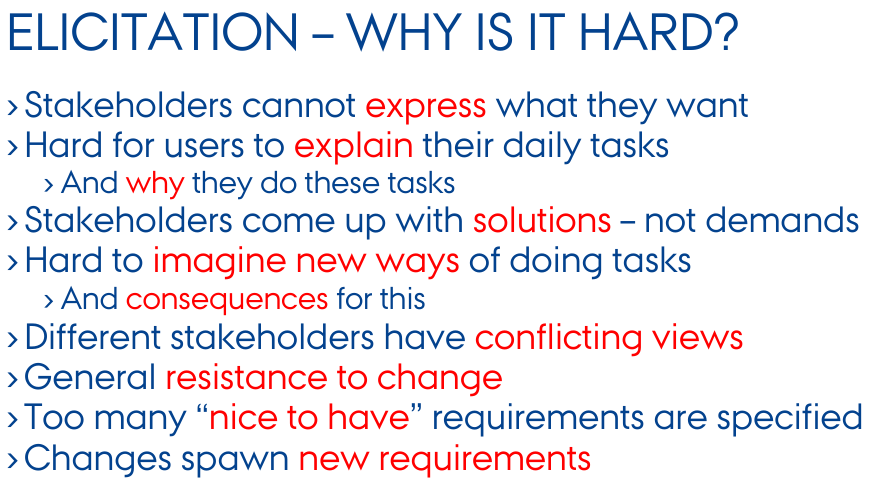 ELICITATION – WHY IS IT HARD?
› Stakeholders cannot express what they want
› Hard for users to explain their daily tasks
› And why they do these tasks
› Stakeholders come up with solutions – not demands
› Hard to imagine new ways of doing tasks
› And consequences for this
› Different stakeholders have conflicting views
› General resistance to change
› Too many “nice to have” requirements are specified
› Changes spawn new requirements